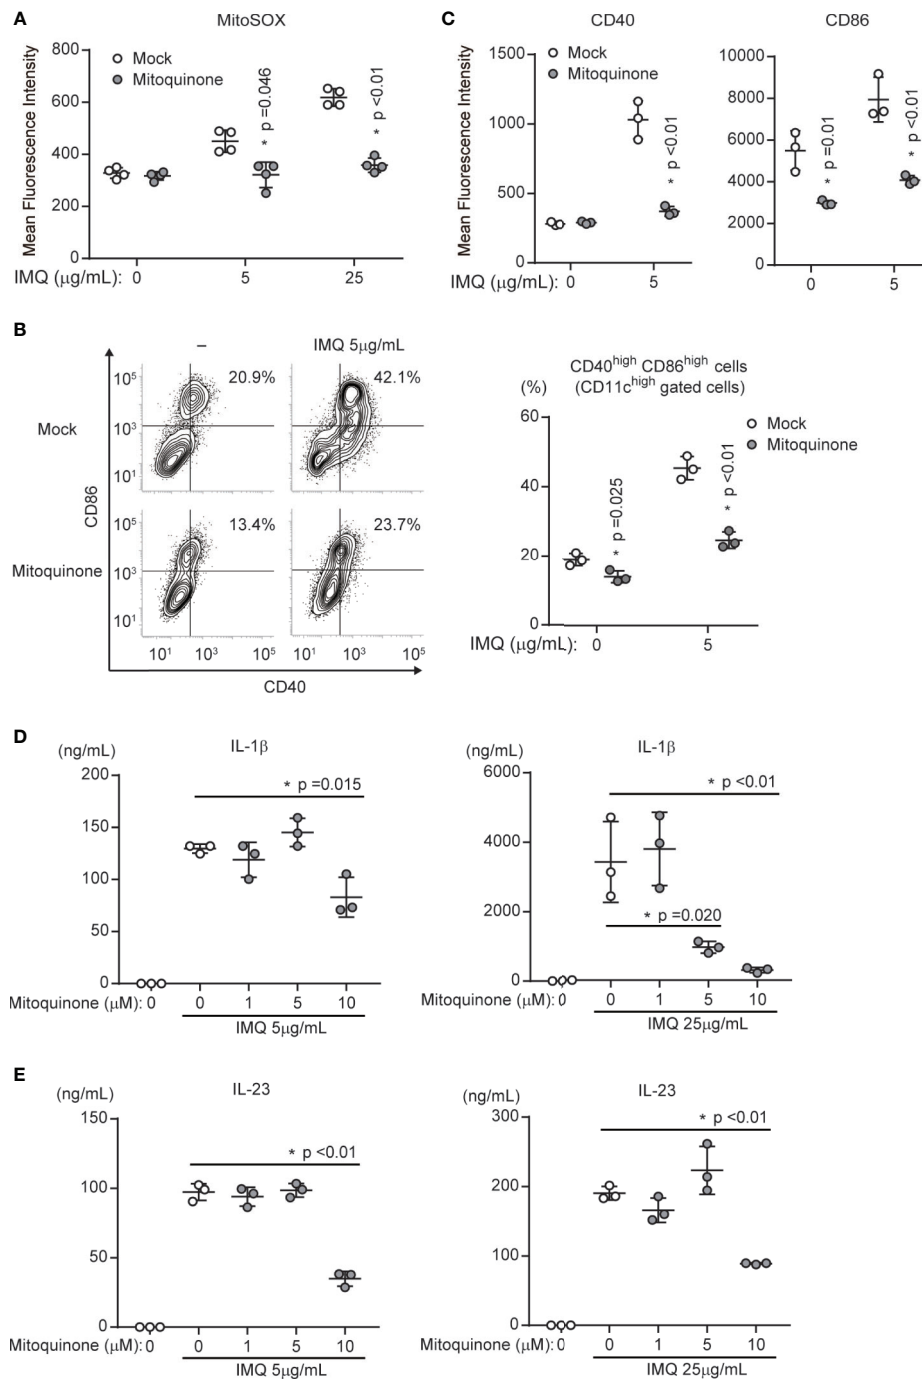 A
MitoSOX
Mean Fluorescence Intensity
800
600
400
200
0
Mock
Mitoquinone
* p =0.046
* p <0.01
IMQ (μg/mL): 0 5 25
C
CD40
Mean Fluorescence Intensity
1500
1000
500
0
Mock
Mitoquinone
* p <0.01
IMQ (μg/mL): 0 5
CD86
10000
8000
6000
4000
2000
0
* p =0.01
* p <0.01
0 5
B
– IMQ 5μg/mL
Mock
Mitoquinone
CD86
10⁵
10³
10¹
20.9%
42.1%
10⁵
10³
10¹
13.4%
23.7%
10¹ 10³ 10⁵ 10¹ 10³ 10⁵
CD40
CD40high CD86high cells
(CD11chigh gated cells)
(%)
60
40
20
0
Mock
Mitoquinone
* p =0.025
* p <0.01
IMQ (μg/mL): 0 5
D
(ng/mL)
IL-1β
200
150
100
50
0
* p =0.015
Mitoquinone (μM): 0 0 1 5 10
IMQ 5μg/mL
(ng/mL)
IL-1β
6000
4000
2000
0
* p <0.01
* p =0.020
Mitoquinone (μM): 0 0 1 5 10
IMQ 25μg/mL
E
(ng/mL)
IL-23
150
100
50
0
* p <0.01
Mitoquinone (μM): 0 0 1 5 10
IMQ 5μg/mL
(ng/mL)
IL-23
300
200
100
0
* p <0.01
Mitoquinone (μM): 0 0 1 5 10
IMQ 25μg/mL